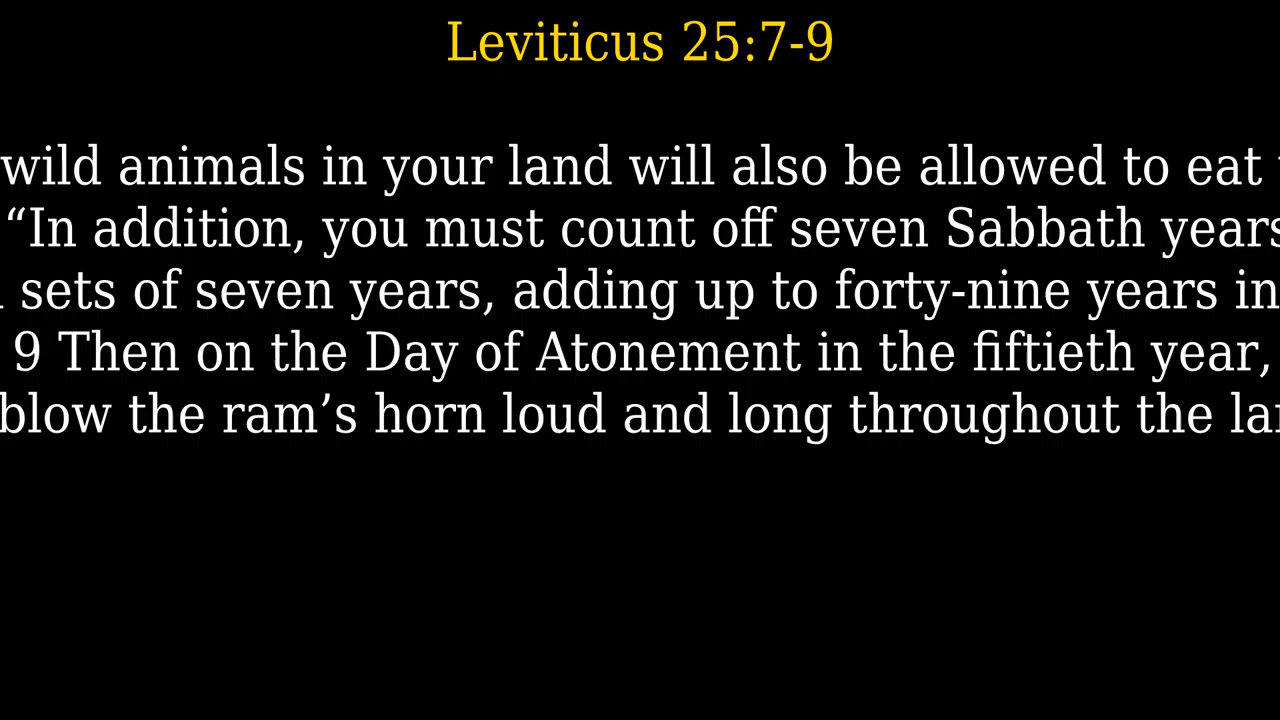 Leviticus 25:7-9
wild animals in your land will also be allowed to eat
“In addition, you must count off seven Sabbath years
sets of seven years, adding up to forty-nine years in
9 Then on the Day of Atonement in the fiftieth year,
blow the ram’s horn loud and long throughout the